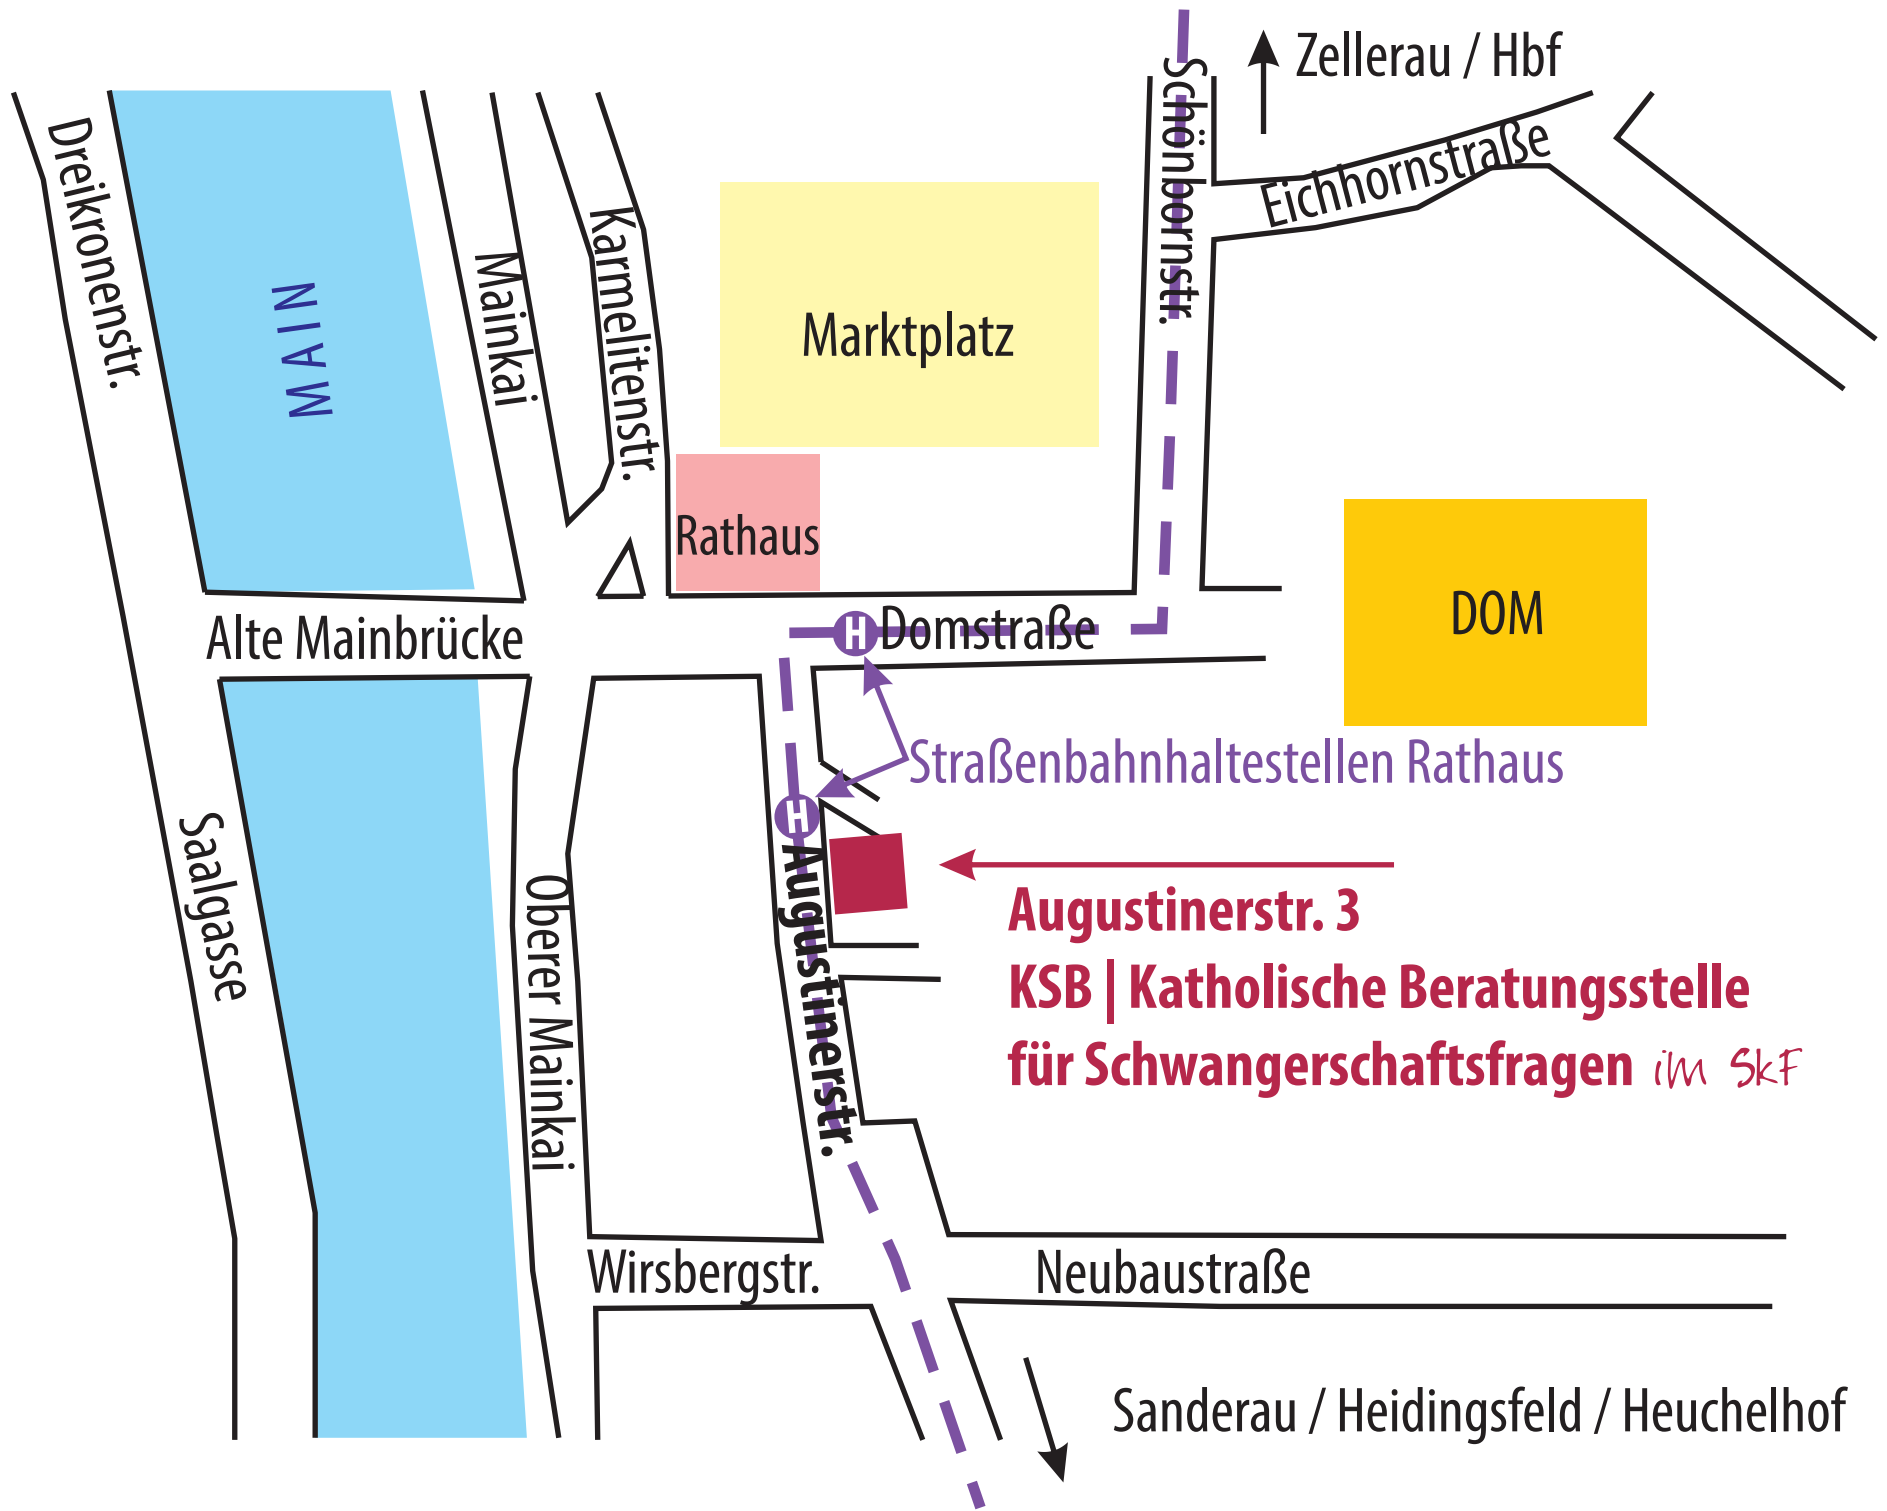 Zellerau / Hbf
Schönbornstr.
Eichhornstraße
Dreikronenstr.
MAIN
Mainkai
Karmelitenstr.
Marktplatz
Rathaus
DOM
Alte Mainbrücke
H
Domstraße
Straßenbahnhaltestellen Rathaus
H
Saalgasse
Oberer Mainkai
Augustinerstr.
Augustinerstr. 3
KSB | Katholische Beratungsstelle
für Schwangerschaftsfragen im SkF
Wirsbergstr.
Neubaustraße
Sanderau / Heidingsfeld / Heuchelhof